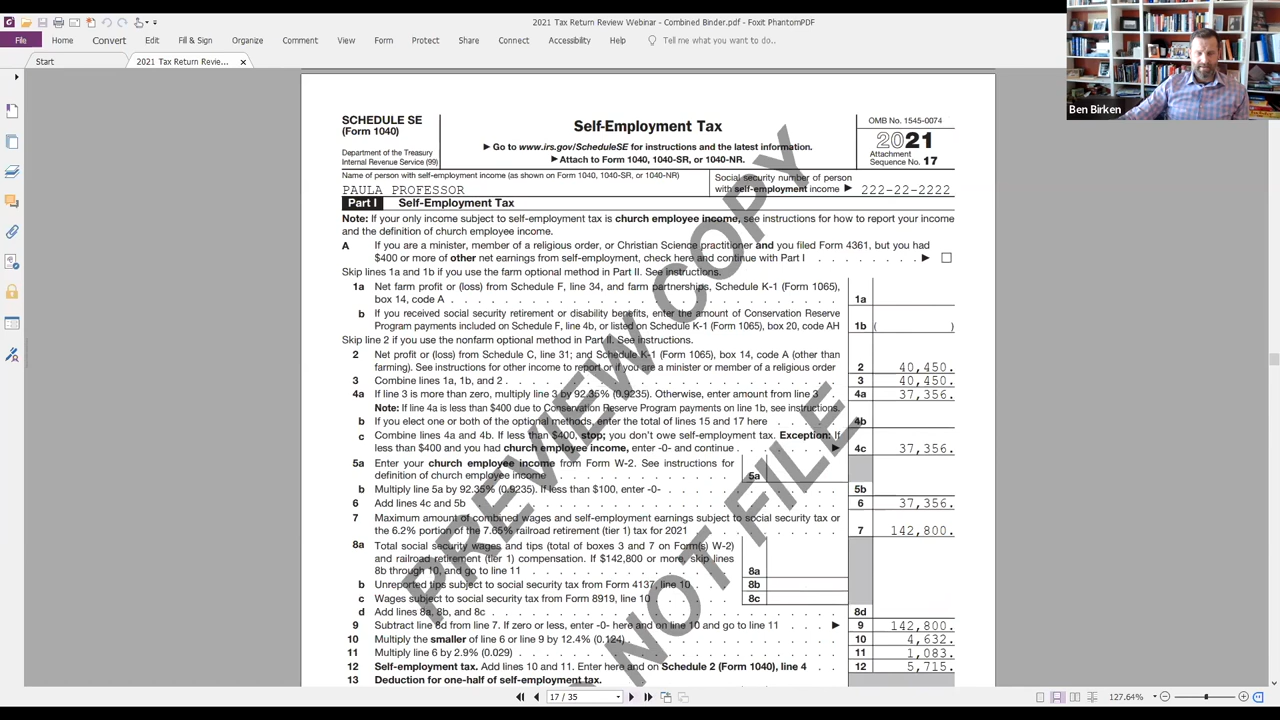 2021 Tax Return Review Webinar - Combined Binder.pdf - Foxit PhantomPDF
File Home Convert Edit Fill & Sign Organize Comment View Form Protect Share Connect Accessibility Help Tell me what you want to do...
Start 2021 Tax Return Revie...
Ben Birken
SCHEDULE SE
(Form 1040)
Department of the Treasury
Internal Revenue Service (99)
Self-Employment Tax
▶ Go to www.irs.gov/ScheduleSE for instructions and the latest information.
▶ Attach to Form 1040, 1040-SR, or 1040-NR.
OMB No. 1545-0074
2021
Attachment
Sequence No. 17
Name of person with self-employment income (as shown on Form 1040, 1040-SR, or 1040-NR)
PAULA PROFESSOR
Social security number of person
with self-employment income ▶ 222-22-2222
Part I Self-Employment Tax
Note: If your only income subject to self-employment tax is church employee income, see instructions for how to report your income
and the definition of church employee income.
A If you are a minister, member of a religious order, or Christian Science practitioner and you filed Form 4361, but you had
$400 or more of other net earnings from self-employment, check here and continue with Part I . . . . . . . . ▶
Skip lines 1a and 1b if you use the farm optional method in Part II. See instructions.
1a Net farm profit or (loss) from Schedule F, line 34, and farm partnerships, Schedule K-1 (Form 1065),
box 14, code A . . . 1a
b If you received social security retirement or disability benefits, enter the amount of Conservation Reserve
Program payments included on Schedule F, line 4b, or listed on Schedule K-1 (Form 1065), box 20, code AH 1b ( )
Skip line 2 if you use the nonfarm optional method in Part II. See instructions.
2 Net profit or (loss) from Schedule C, line 31; and Schedule K-1 (Form 1065), box 14, code A (other than
farming). See instructions for other income to report or if you are a minister or member of a religious order 2 40,450.
3 Combine lines 1a, 1b, and 2 . . . 3 40,450.
4a If line 3 is more than zero, multiply line 3 by 92.35% (0.9235). Otherwise, enter amount from line 3 . 4a 37,356.
Note: If line 4a is less than $400 due to Conservation Reserve Program payments on line 1b, see instructions.
b If you elect one or both of the optional methods, enter the total of lines 15 and 17 here . . . 4b
c Combine lines 4a and 4b. If less than $400, stop; you don't owe self-employment tax. Exception: If
less than $400 and you had church employee income, enter -0- and continue . . . ▶ 4c 37,356.
5a Enter your church employee income from Form W-2. See instructions for
definition of church employee income . . . 5a
b Multiply line 5a by 92.35% (0.9235). If less than $100, enter -0- . . . 5b
6 Add lines 4c and 5b . . . 6 37,356.
7 Maximum amount of combined wages and self-employment earnings subject to social security tax or
the 6.2% portion of the 7.65% railroad retirement (tier 1) tax for 2021 . . . 7 142,800.
8a Total social security wages and tips (total of boxes 3 and 7 on Form(s) W-2)
and railroad retirement (tier 1) compensation. If $142,800 or more, skip lines
8b through 10, and go to line 11 . . . 8a
b Unreported tips subject to social security tax from Form 4137, line 10 . . . 8b
c Wages subject to social security tax from Form 8919, line 10 . . . 8c
d Add lines 8a, 8b, and 8c . . . 8d
9 Subtract line 8d from line 7. If zero or less, enter -0- here and on line 10 and go to line 11 . . . ▶ 9 142,800.
10 Multiply the smaller of line 6 or line 9 by 12.4% (0.124) . . . 10 4,632.
11 Multiply line 6 by 2.9% (0.029) . . . 11 1,083.
12 Self-employment tax. Add lines 10 and 11. Enter here and on Schedule 2 (Form 1040), line 4 . . 12 5,715.
13 Deduction for one-half of self-employment tax.
PREVIEW COPY
NOT FILE
17 / 35
127.64%